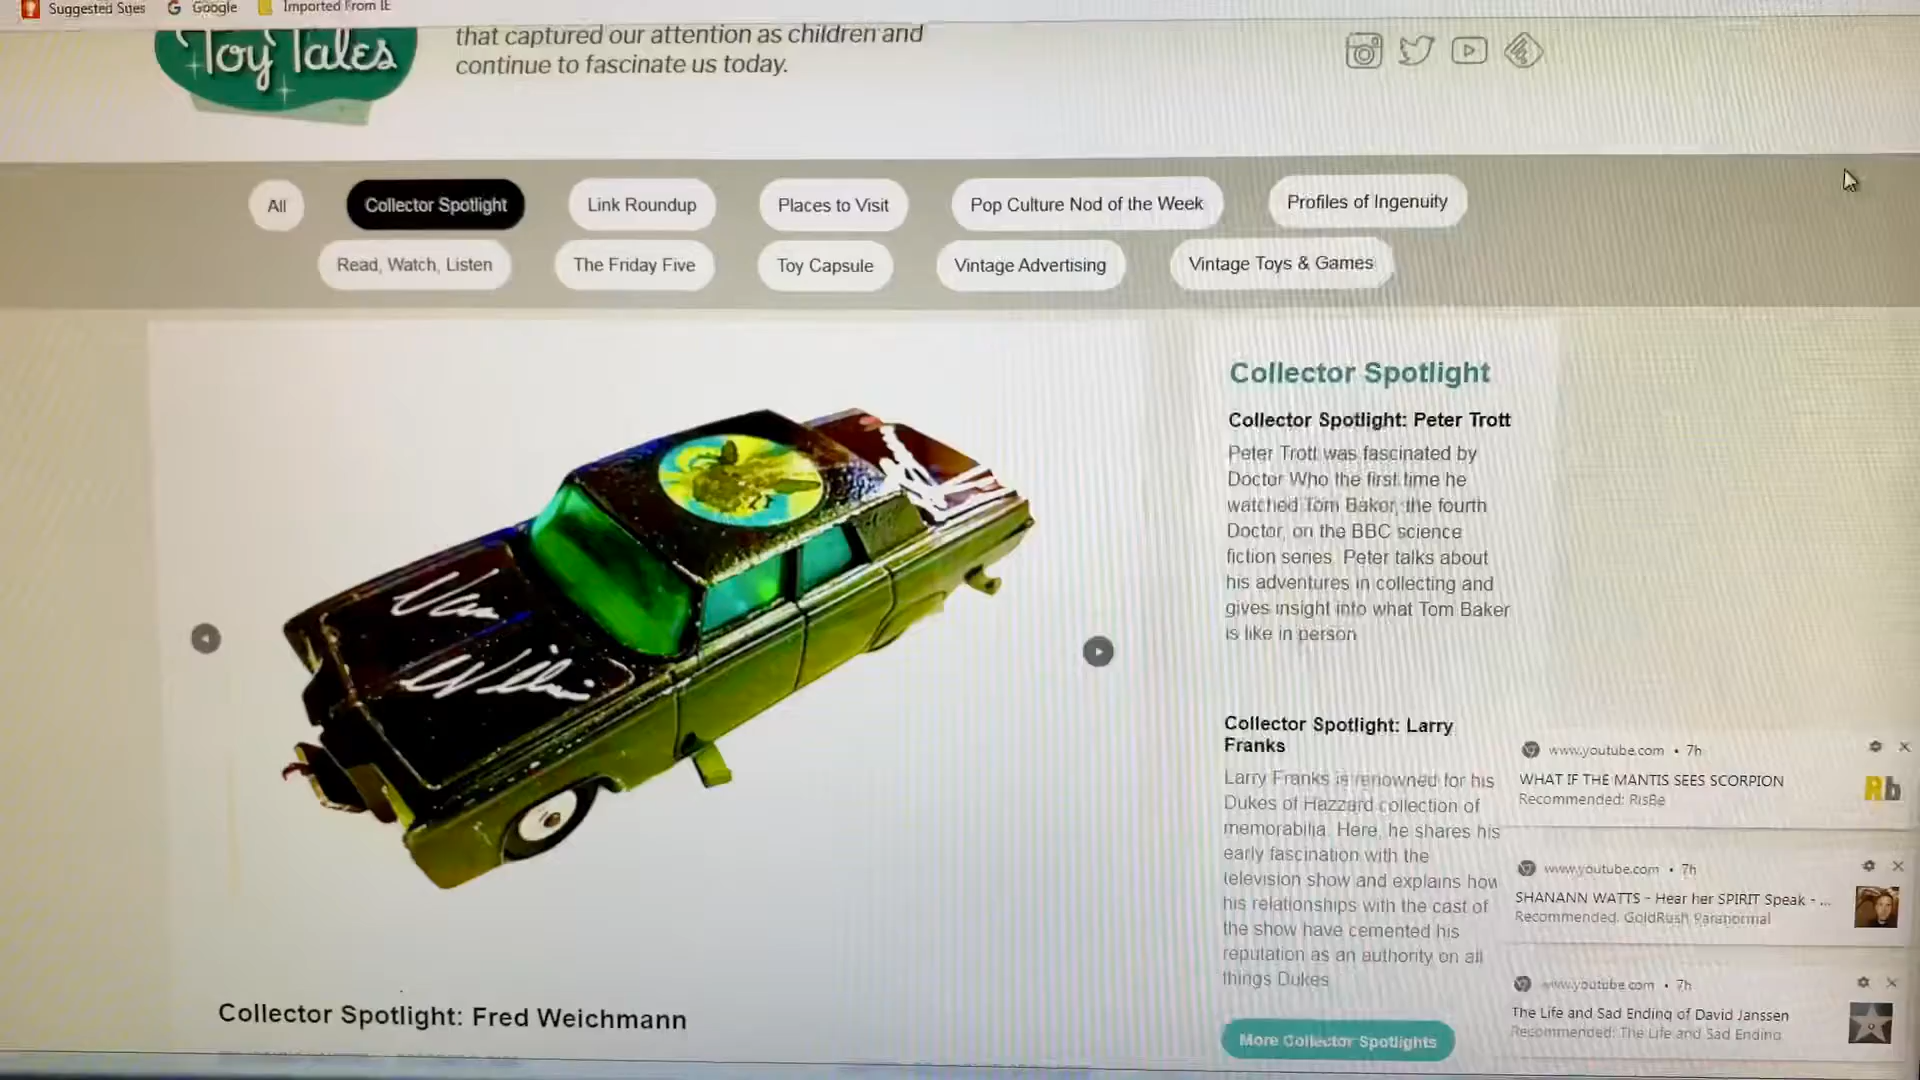 Suggested Sites
Google
Imported From IE
Toy Tales
that captured our attention as children and
continue to fascinate us today.
All
Collector Spotlight
Link Roundup
Places to Visit
Pop Culture Nod of the Week
Profiles of Ingenuity
Read, Watch, Listen
The Friday Five
Toy Capsule
Vintage Advertising
Vintage Toys & Games
Van
Collector Spotlight: Fred Weichmann
Collector Spotlight
Collector Spotlight: Peter Trott
Peter Trott was fascinated by
Doctor Who the first time he
watched Tom Baker, the fourth
Doctor, on the BBC science
fiction series. Peter talks about
his adventures in collecting and
gives insight into what Tom Baker
is like in person
Collector Spotlight: Larry
Franks
Larry Franks is renowned for his
Dukes of Hazzard collection of
memorabilia. Here, he shares his
early fascination with the
television show and explains how
his relationships with the cast of
the show have cemented his
reputation as an authority on all
things Dukes
More Collector Spotlights
www.youtube.com • 7h
WHAT IF THE MANTIS SEES SCORPION
Recommended: RisBe
Rb
www.youtube.com • 7h
SHANANN WATTS - Hear her SPIRIT Speak - ...
Recommended: GoldRush Paranormal
www.youtube.com • 7h
The Life and Sad Ending of David Janssen
Recommended: The Life and Sad Ending